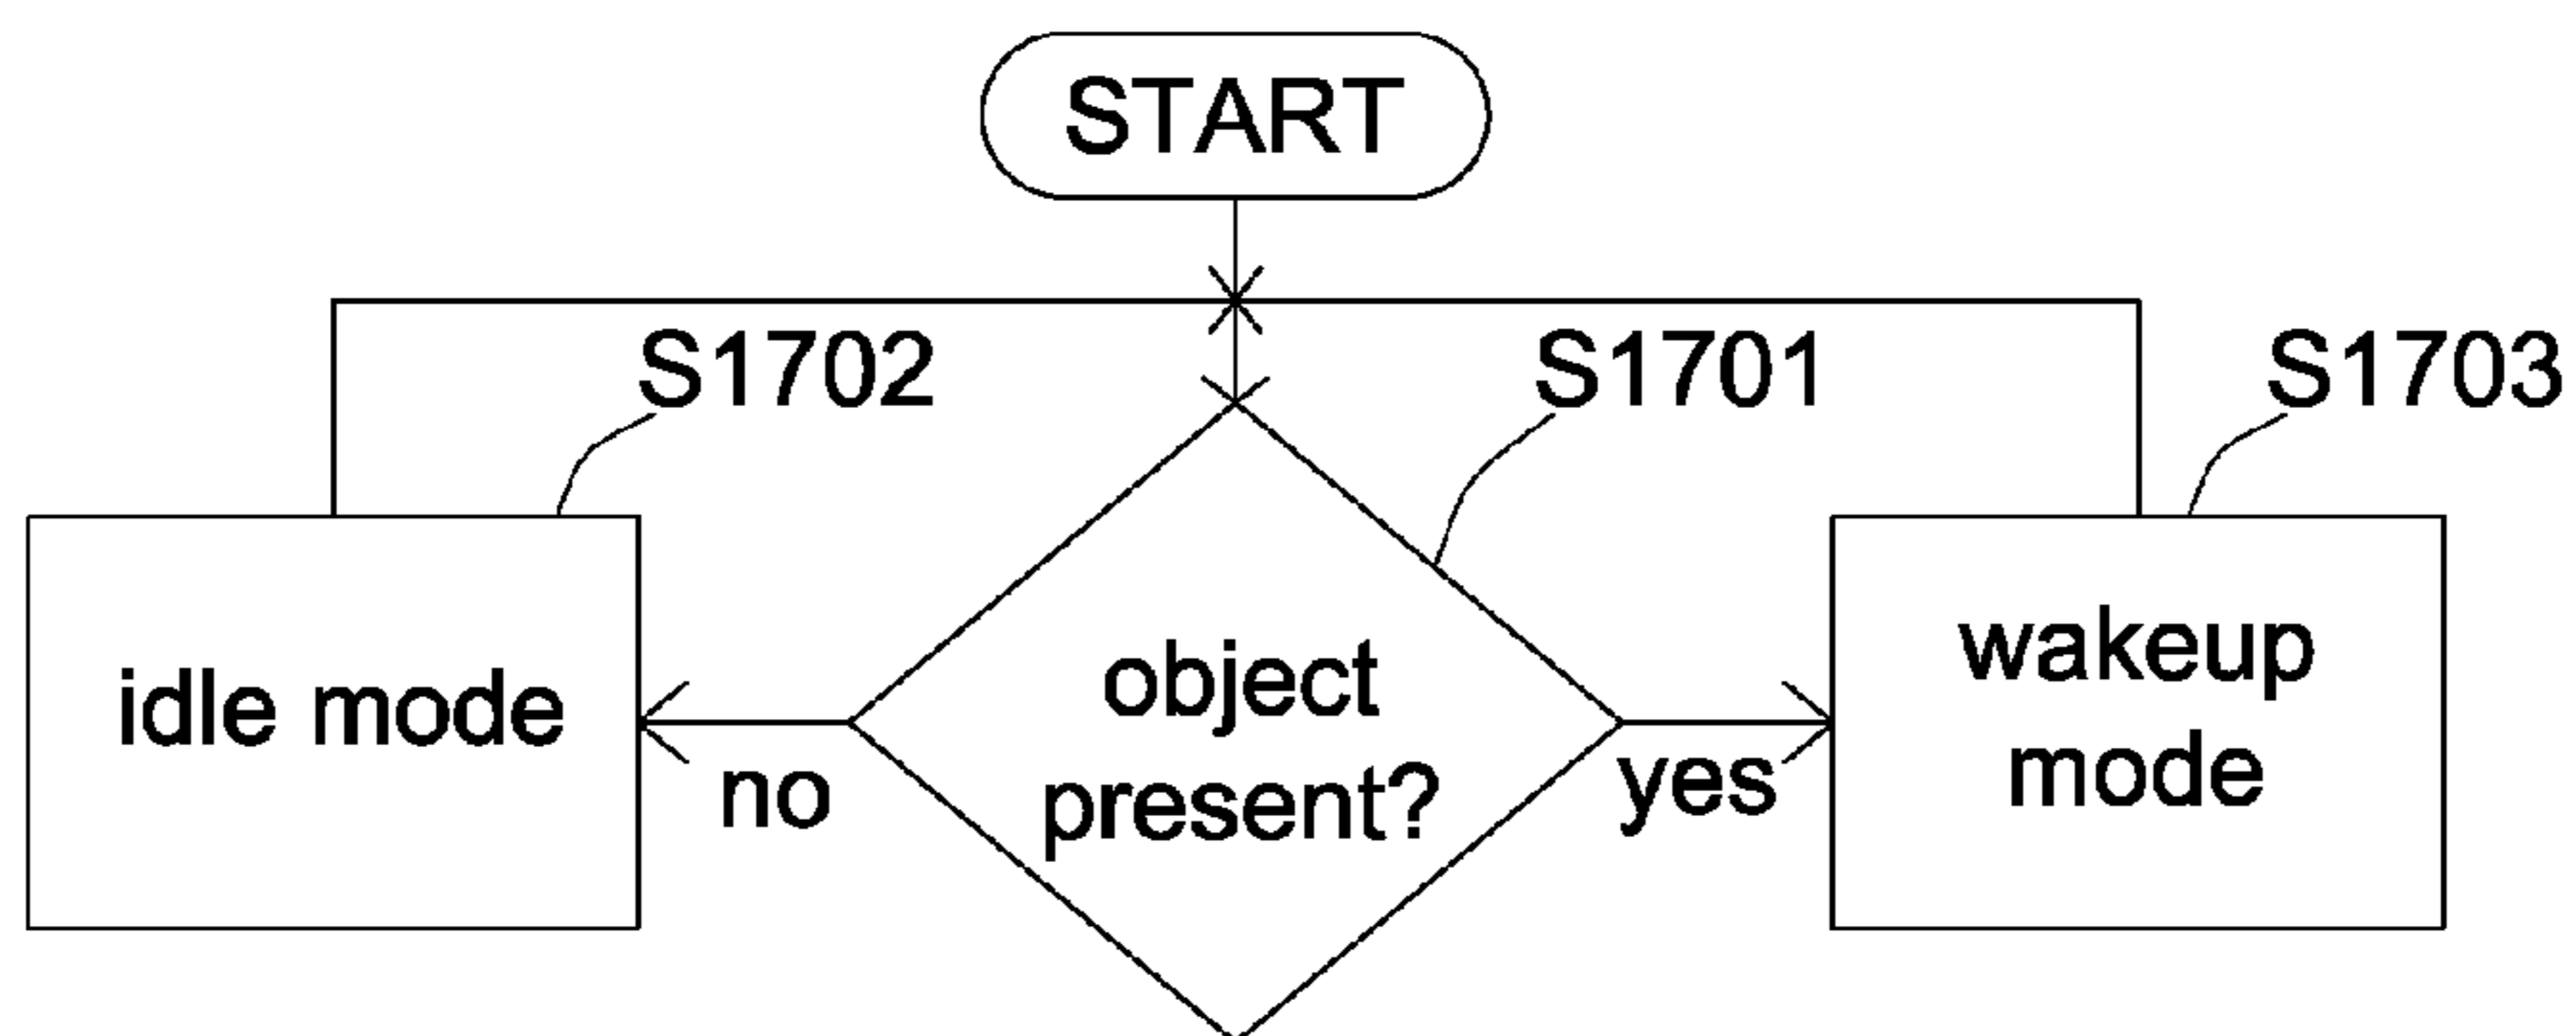 START
S1702
S1701
S1703
idle mode
no
object
present?
yes
wakeup
mode